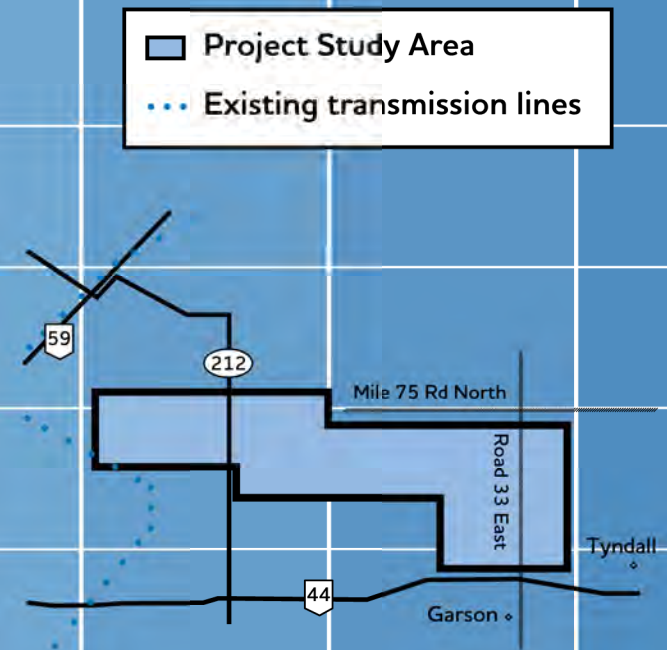 Project Study Area
Existing transmission lines
59
212
Mile 75 Rd North
Road 33 East
Tyndall
44
Garson